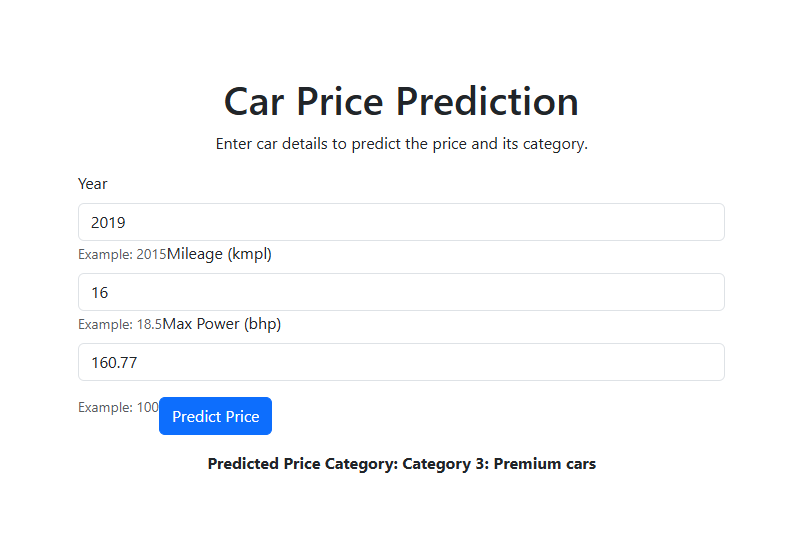 Car Price Prediction
Enter car details to predict the price and its category.
Year
2019
Example: 2015Mileage (kmpl)
16
Example: 18.5Max Power (bhp)
160.77
Example: 100 Predict Price
Predicted Price Category: Category 3: Premium cars